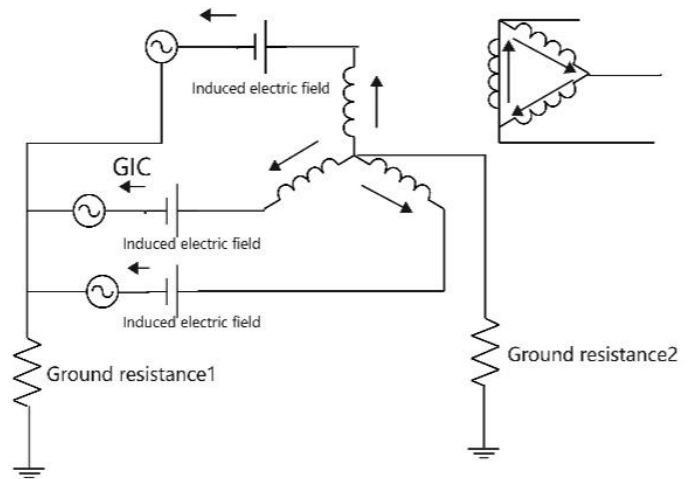 Induced electric field
GIC
Induced electric field
Induced electric field
Ground resistance1
Ground resistance2